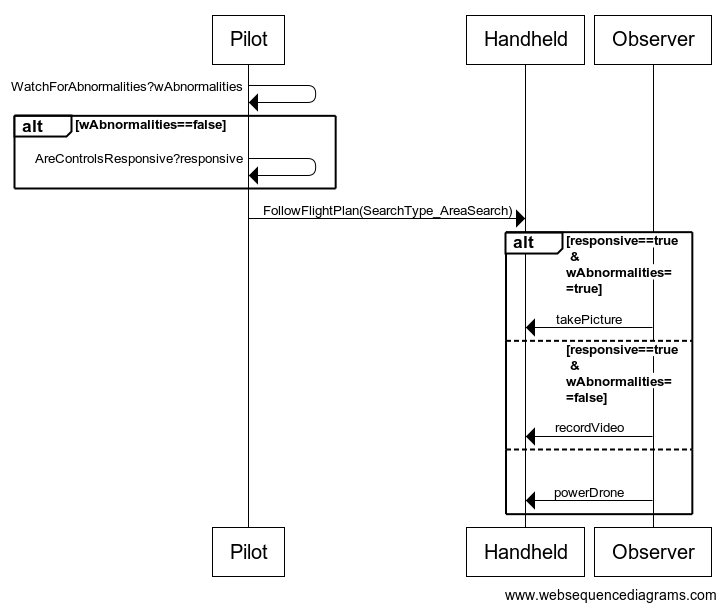 Pilot
Handheld
Observer
WatchForAbnormalities?wAbnormalities
alt
[wAbnormalities==false]
AreControlsResponsive?responsive
FollowFlightPlan(SearchType_AreaSearch)
alt
[responsive==true
&
wAbnormalities=
=true]
takePicture
[responsive==true
&
wAbnormalities=
=false]
recordVideo
powerDrone
Pilot
Handheld
Observer
www.websequencediagrams.com